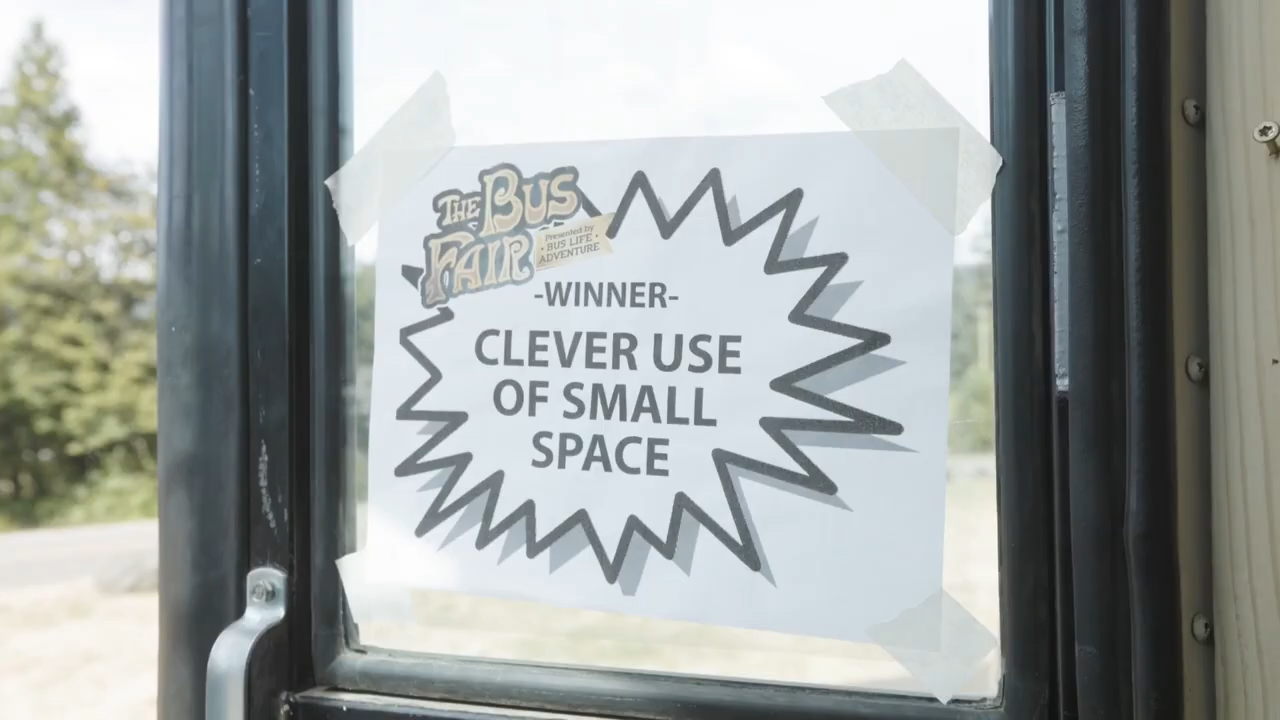 THE BUS
FAIR
Presented by
· BUS LIFE ·
ADVENTURE
-WINNER-
CLEVER USE
OF SMALL
SPACE